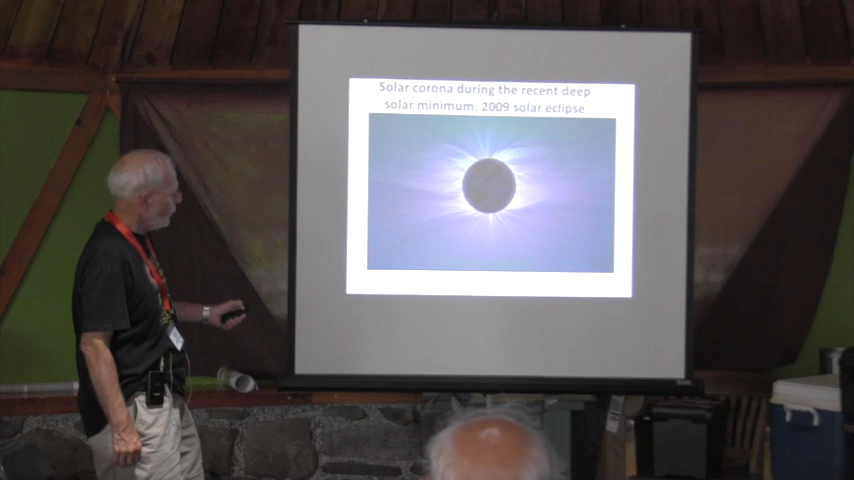 Solar corona during the recent deep
solar minimum: 2009 solar eclipse